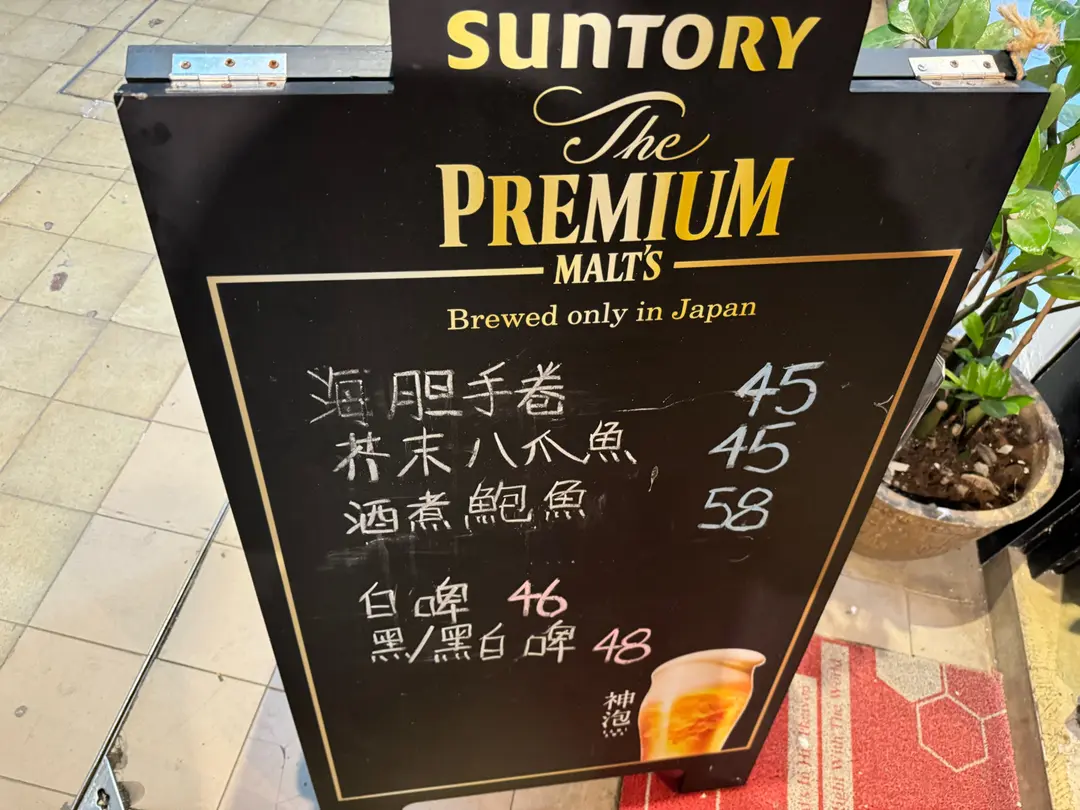 SUNTORY
The
PREMIUM
MALT'S
Brewed only in Japan
海胆手卷 45
芥末八爪魚 45
酒煮鮑魚 58
白啤 46
黑/黑白啤 48
神泡